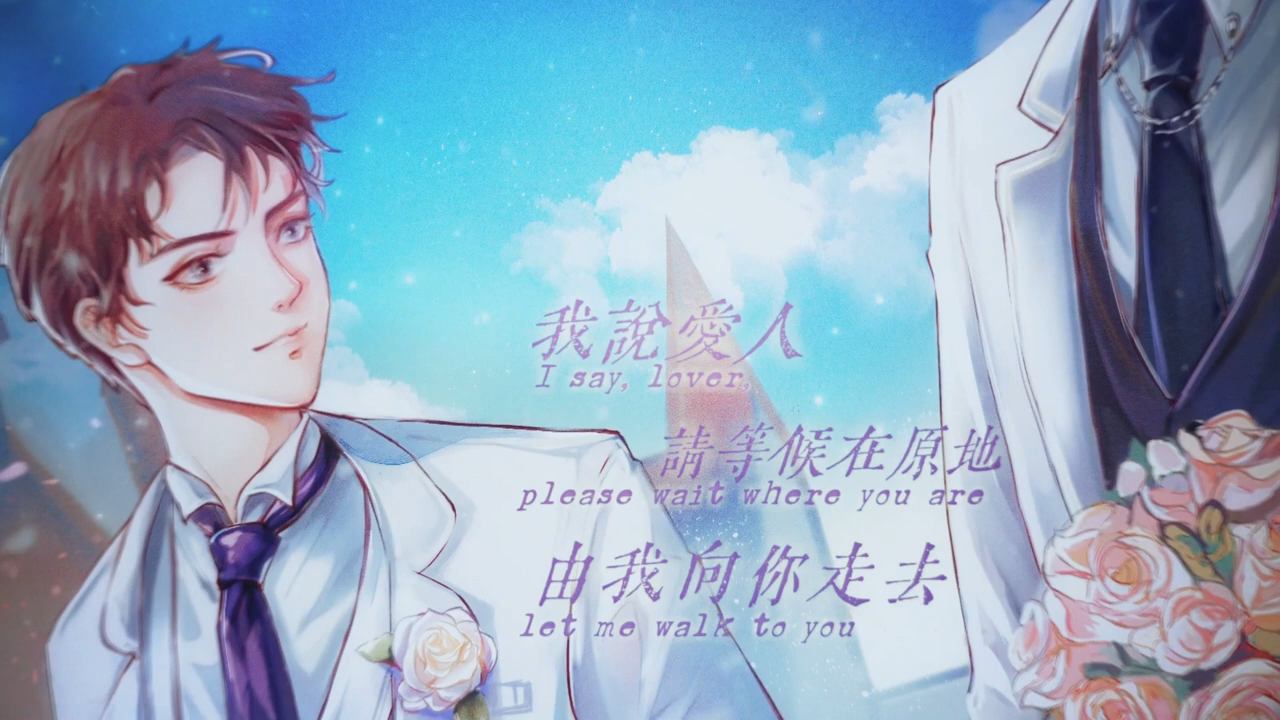 我說愛人
I say, lover,
請等候在原地
please wait where you are
由我向你走去
let me walk to you